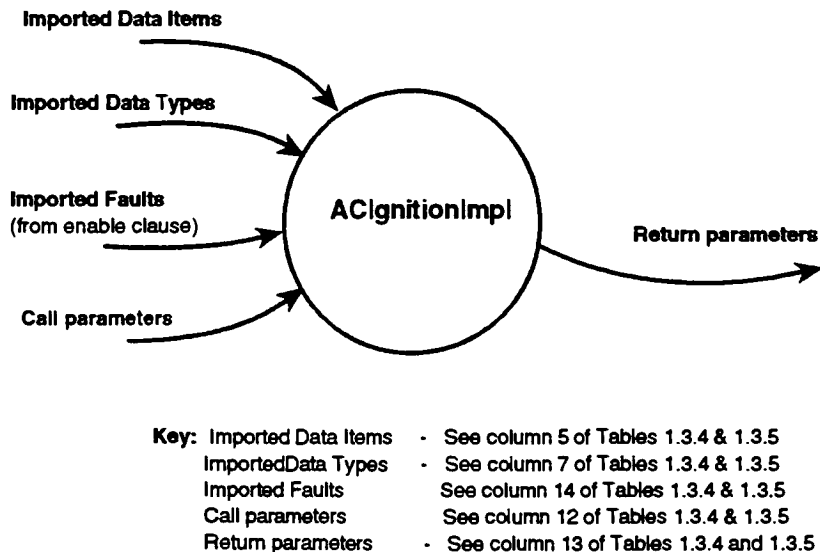 Imported Data Items
Imported Data Types
Imported Faults
(from enable clause)
Call parameters
ACIgnitionImpl
Return parameters
Key: Imported Data Items - See column 5 of Tables 1.3.4 & 1.3.5
ImportedData Types - See column 7 of Tables 1.3.4 & 1.3.5
Imported Faults See column 14 of Tables 1.3.4 & 1.3.5
Call parameters See column 12 of Tables 1.3.4 & 1.3.5
Return parameters - See column 13 of Tables 1.3.4 and 1.3.5